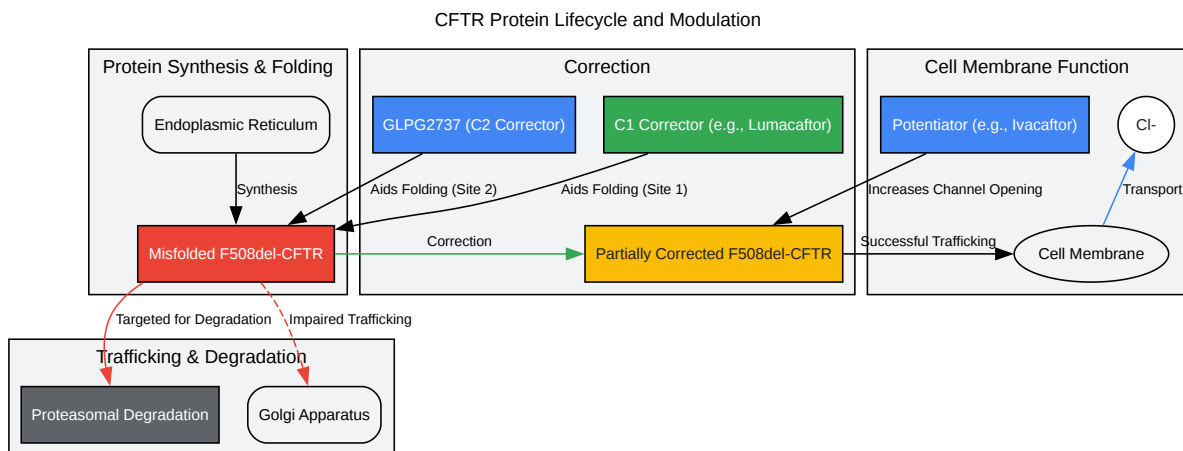 CFTR Protein Lifecycle and Modulation
Protein Synthesis & Folding
Correction
Cell Membrane Function
Endoplasmic Reticulum
GLPG2737 (C2 Corrector)
C1 Corrector (e.g., Lumacaftor)
Potentiator (e.g., Ivacaftor)
Cl-
Synthesis
Aids Folding (Site 2)
Aids Folding (Site 1)
Increases Channel Opening
Transport
Misfolded F508del-CFTR
Correction
Partially Corrected F508del-CFTR
Successful Trafficking
Cell Membrane
Targeted for Degradation
Impaired Trafficking
Trafficking & Degradation
Proteasomal Degradation
Golgi Apparatus